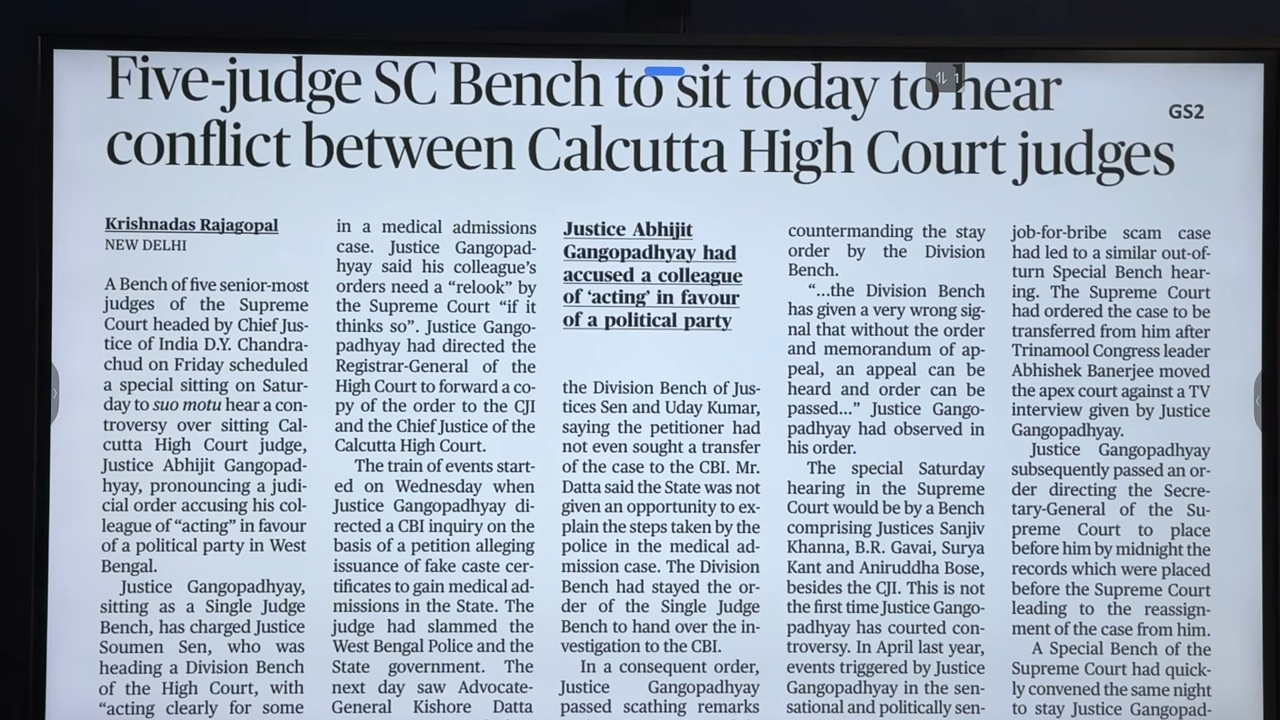 Five-judge SC Bench to sit today to hear
conflict between Calcutta High Court judges
GS2
1
Krishnadas Rajagopal
NEW DELHI
A Bench of five senior-most
judges of the Supreme
Court headed by Chief Jus-
tice of India D.Y. Chandra-
chud on Friday scheduled
a special sitting on Satur-
day to suo motu hear a con-
troversy over sitting Cal-
cutta High Court judge,
Justice Abhijit Gangopad-
hyay, pronouncing a judi-
cial order accusing his col-
league of “acting” in favour
of a political party in West
Bengal.
Justice Gangopadhyay,
sitting as a Single Judge
Bench, has charged Justice
Soumen Sen, who was
heading a Division Bench
of the High Court, with
“acting clearly for some
in a medical admissions
case. Justice Gangopad-
hyay said his colleague’s
orders need a “relook” by
the Supreme Court “if it
thinks so”. Justice Gango-
padhyay had directed the
Registrar-General of the
High Court to forward a co-
py of the order to the CJI
and the Chief Justice of the
Calcutta High Court.
The train of events start-
ed on Wednesday when
Justice Gangopadhyay di-
rected a CBI inquiry on the
basis of a petition alleging
issuance of fake caste cer-
tificates to gain medical ad-
missions in the State. The
judge had slammed the
West Bengal Police and the
State government. The
next day saw Advocate-
General Kishore Datta
Justice Abhijit
Gangopadhyay had
accused a colleague
of ‘acting’ in favour
of a political party
the Division Bench of Jus-
tices Sen and Uday Kumar,
saying the petitioner had
not even sought a transfer
of the case to the CBI. Mr.
Datta said the State was not
given an opportunity to ex-
plain the steps taken by the
police in the medical ad-
mission case. The Division
Bench had stayed the or-
der of the Single Judge
Bench to hand over the in-
vestigation to the CBI.
In a consequent order,
Justice Gangopadhyay
passed scathing remarks
countermanding the stay
order by the Division
Bench.
“...the Division Bench
has given a very wrong sig-
nal that without the order
and memorandum of ap-
peal, an appeal can be
heard and order can be
passed...” Justice Gango-
padhyay had observed in
his order.
The special Saturday
hearing in the Supreme
Court would be by a Bench
comprising Justices Sanjiv
Khanna, B.R. Gavai, Surya
Kant and Aniruddha Bose,
besides the CJI. This is not
the first time Justice Gango-
padhyay has courted con-
troversy. In April last year,
events triggered by Justice
Gangopadhyay in the sen-
sational and politically sen-
job-for-bribe scam case
had led to a similar out-of-
turn Special Bench hear-
ing. The Supreme Court
had ordered the case to be
transferred from him after
Trinamool Congress leader
Abhishek Banerjee moved
the apex court against a TV
interview given by Justice
Gangopadhyay.
Justice Gangopadhyay
subsequently passed an or-
der directing the Secre-
tary-General of the Su-
preme Court to place
before him by midnight the
records which were placed
before the Supreme Court
leading to the reassign-
ment of the case from him.
A Special Bench of the
Supreme Court had quick-
ly convened the same night
to stay Justice Gangopad-